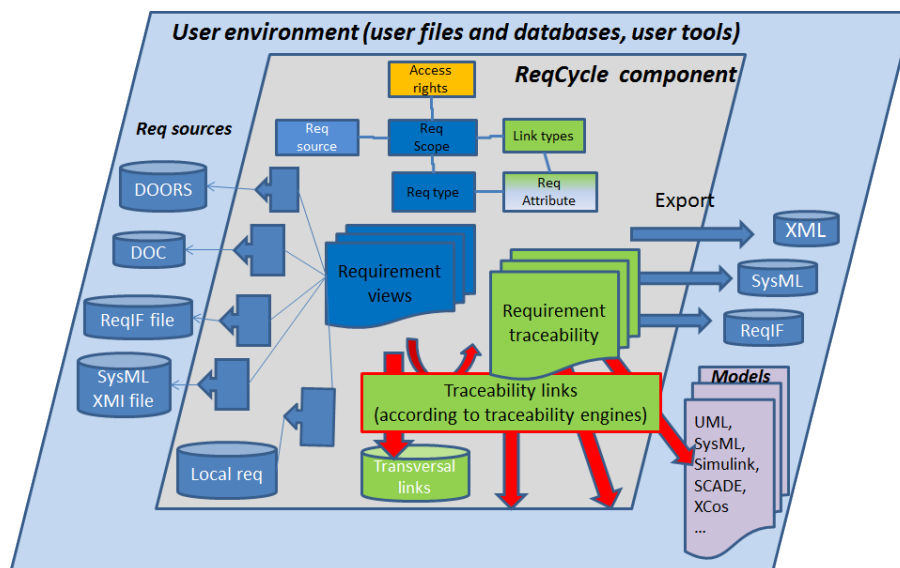 User environment (user files and databases, user tools)
ReqCycle component
Access
rights
Req sources
Req
source
Req
Scope
Link types
DOORS
Req type
Req
Attribute
Export
XML
DOC
Requirement
views
SysML
Requirement
traceability
ReqIF file
ReqIF
SysML
XMI file
Models
Traceability links
(according to traceability engines)
UML,
SysML,
Simulink,
SCADE,
XCos
...
Local req
Transversal
links